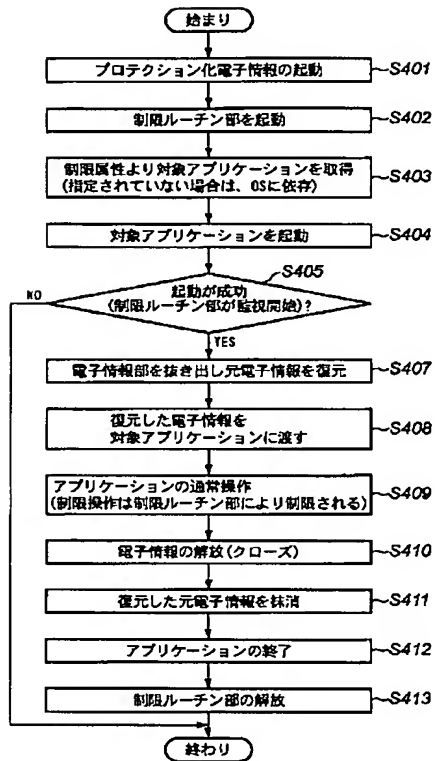 始まり
プロテクション化電子情報の起動
S401
制限ルーチン部を起動
S402
制限属性より対象アプリケーションを取得
(指定されていない場合は、OSに依存)
S403
対象アプリケーションを起動
S404
S405
起動が成功
(制限ルーチン部が監視開始)?
NO
YES
電子情報部を抜き出し元電子情報を復元
S407
復元した電子情報を
対象アプリケーションに渡す
S408
アプリケーションの通常操作
(制限操作は制限ルーチン部により制限される)
S409
電子情報の解放(クローズ)
S410
復元した元電子情報を抹消
S411
アプリケーションの終了
S412
制限ルーチン部の解放
S413
終わり